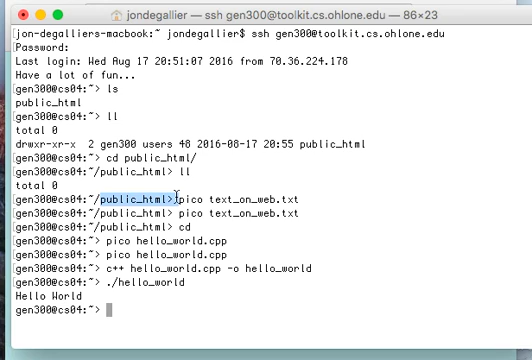 jondegallier — ssh gen300@toolkit.cs.ohlone.edu — 86×23
[jon-degalliers-macbook:~ jondegallier$ ssh gen300@toolkit.cs.ohlone.edu
[Password:
Last login: Wed Aug 17 20:51:07 2016 from 70.36.224.178
Have a lot of fun...
[gen300@cs04:~> ls
public_html
[gen300@cs04:~> ll
total 0
drwxr-xr-x 2 gen300 users 48 2016-08-17 20:55 public_html
[gen300@cs04:~> cd public_html/
[gen300@cs04:~/public_html> ll
total 0
[gen300@cs04:~/public_html> pico text_on_web.txt
[gen300@cs04:~/public_html> pico text_on_web.txt
[gen300@cs04:~/public_html> cd
[gen300@cs04:~> pico hello_world.cpp
[gen300@cs04:~> pico hello_world.cpp
[gen300@cs04:~> c++ hello_world.cpp -o hello_world
[gen300@cs04:~> ./hello_world
Hello World
gen300@cs04:~>